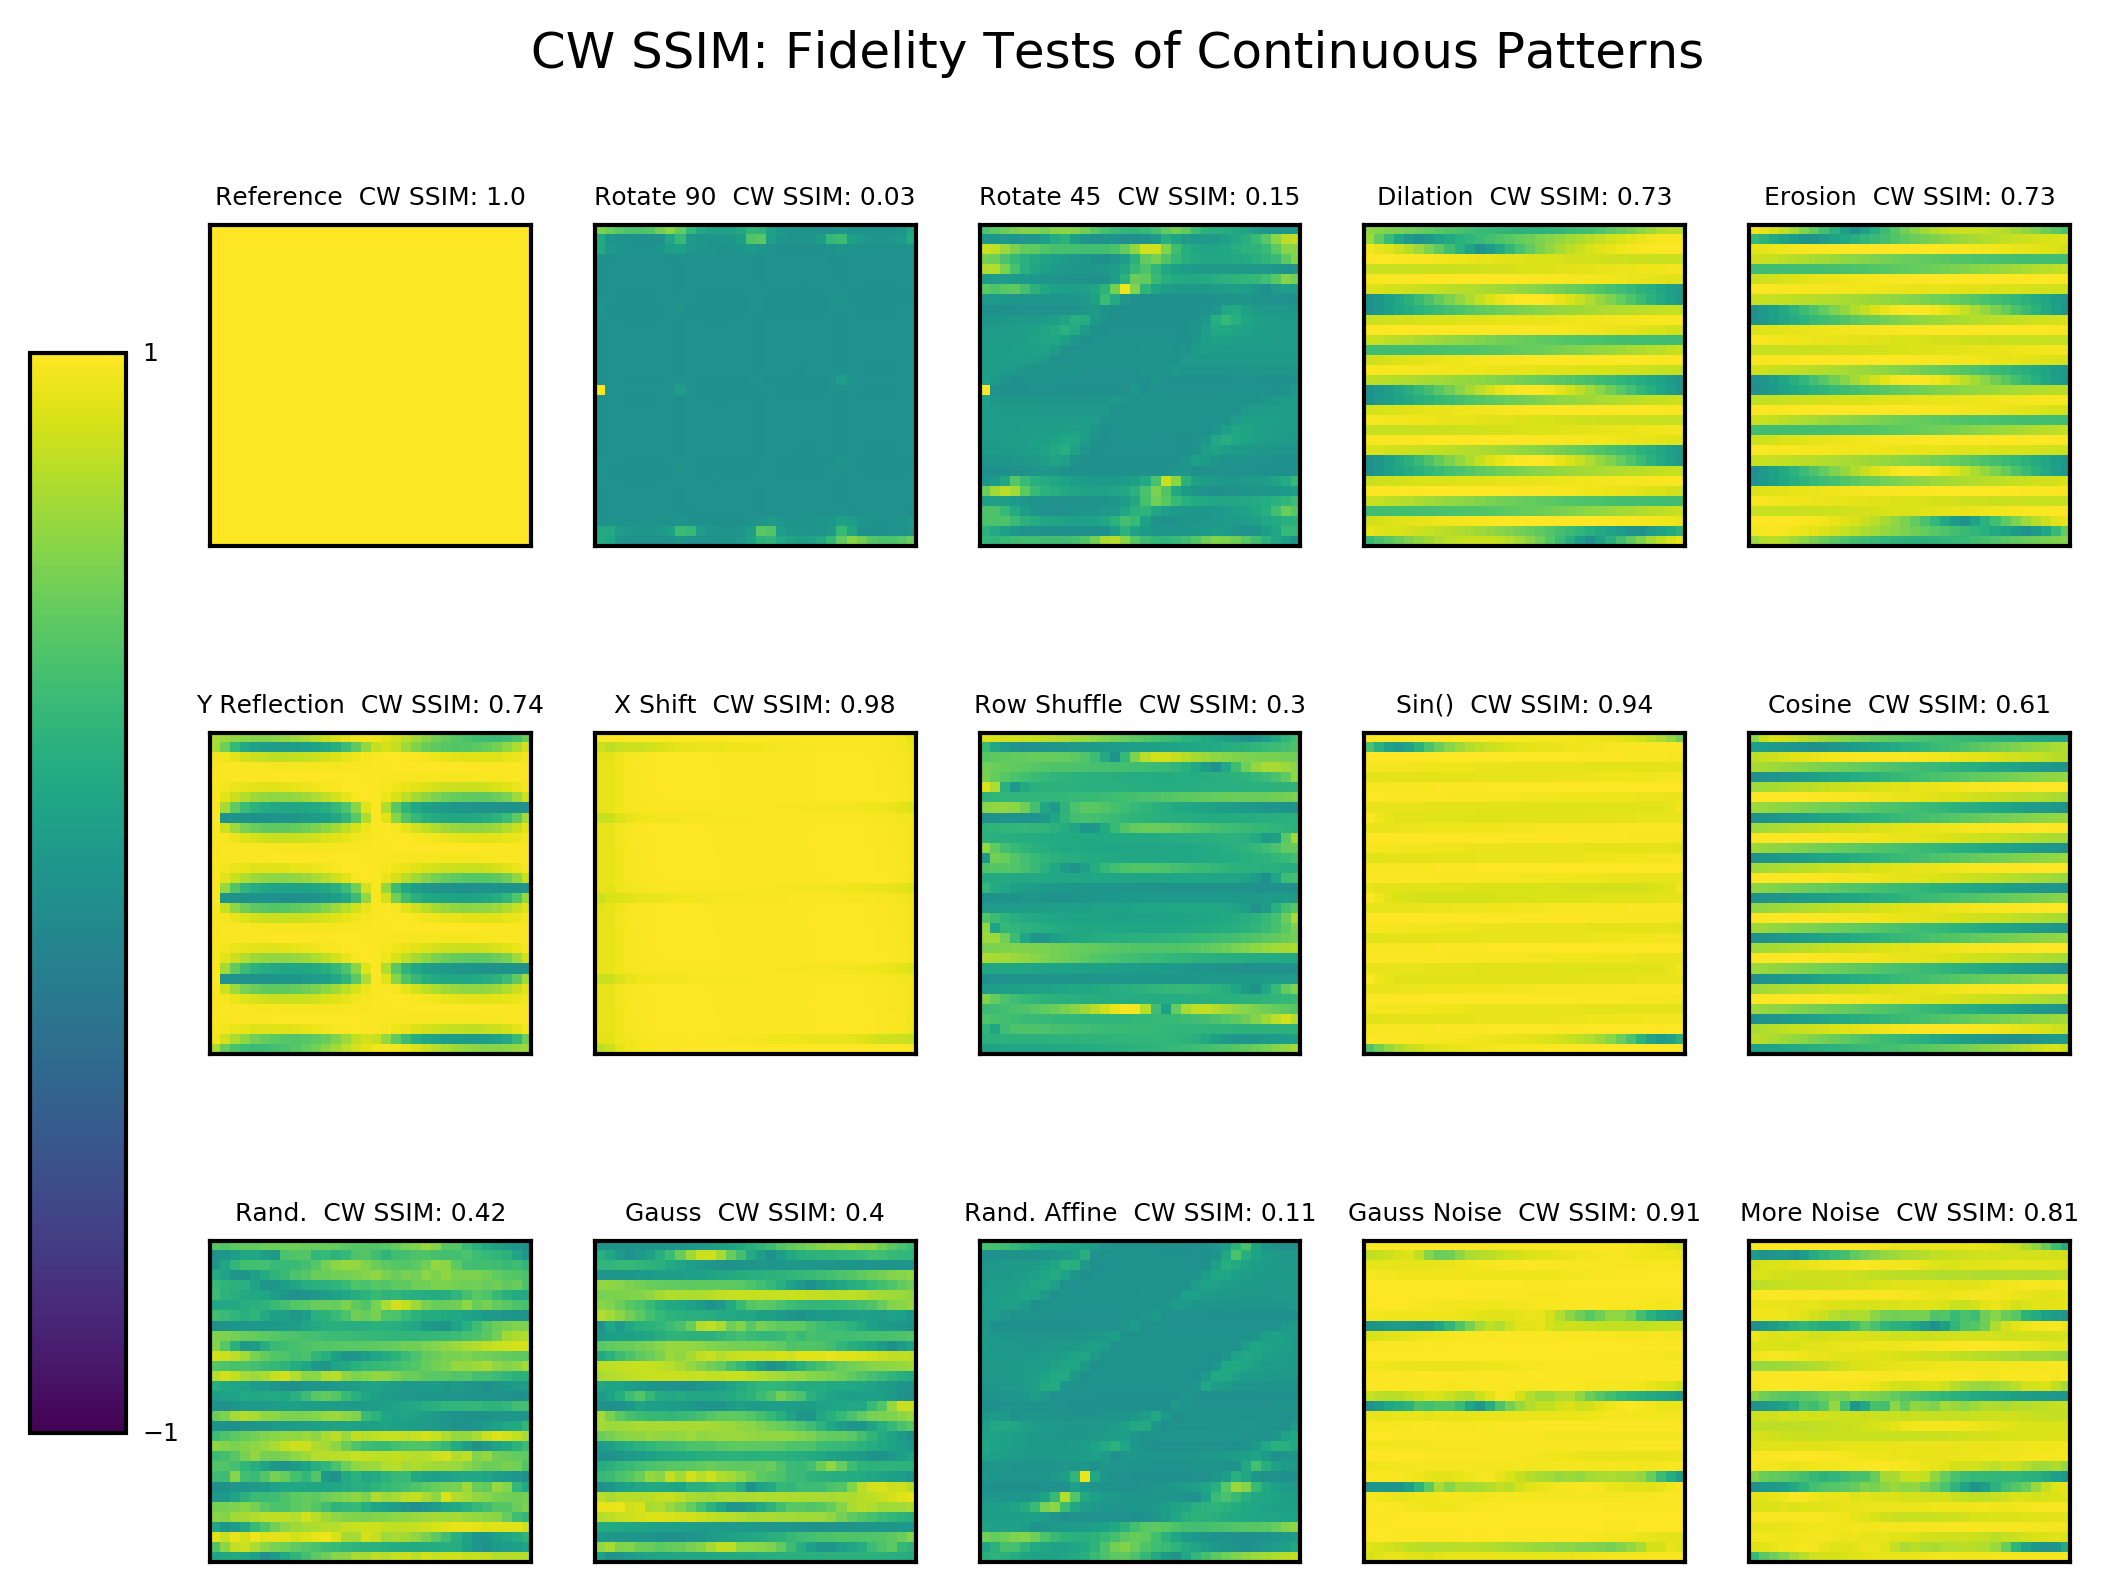 CW SSIM: Fidelity Tests of Continuous Patterns
Reference  CW SSIM: 1.0
Rotate 90  CW SSIM: 0.03
Rotate 45  CW SSIM: 0.15
Dilation  CW SSIM: 0.73
Erosion  CW SSIM: 0.73
1
Y Reflection  CW SSIM: 0.74
X Shift  CW SSIM: 0.98
Row Shuffle  CW SSIM: 0.3
Sin()  CW SSIM: 0.94
Cosine  CW SSIM: 0.61
Rand.  CW SSIM: 0.42
Gauss  CW SSIM: 0.4
Rand. Affine  CW SSIM: 0.11
Gauss Noise  CW SSIM: 0.91
More Noise  CW SSIM: 0.81
−1